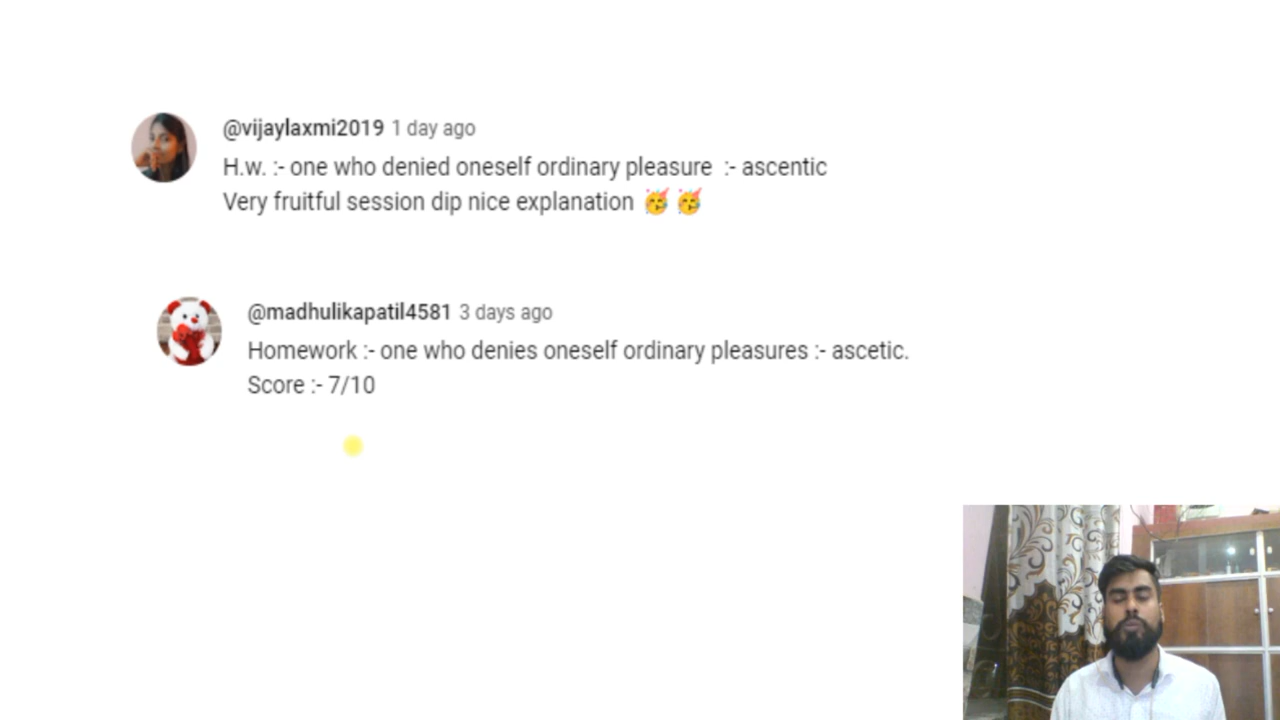 @vijaylaxmi2019 1 day ago
H.w. :- one who denied oneself ordinary pleasure :- ascentic
Very fruitful session dip nice explanation 🥳 🥳
@madhulikapatil4581 3 days ago
Homework :- one who denies oneself ordinary pleasures :- ascetic.
Score :- 7/10